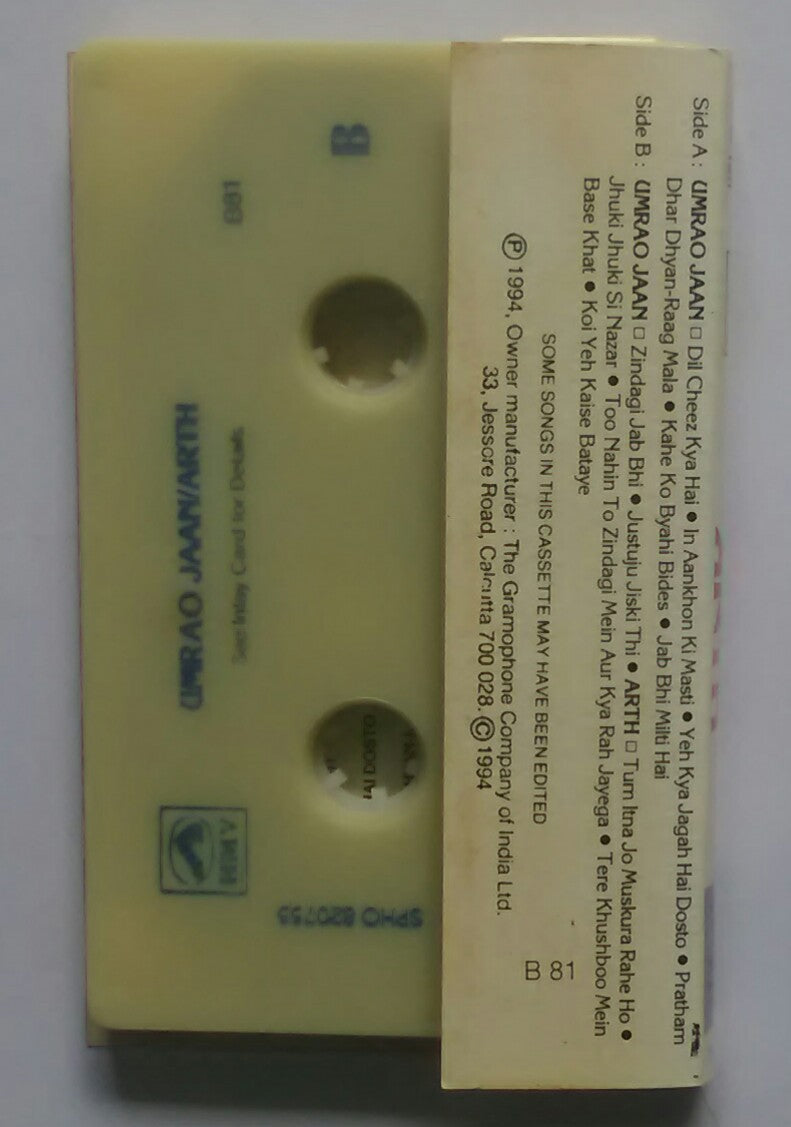 Side A : UMRAO JAAN □ Dil Cheez Kya Hai ● In Aankhon Ki Masti ● Yeh Kya Jagah Hai Dosto ● Pratham
Dhar Dhyan-Raag Mala ● Kahe Ko Byahi Bides ● Jab Bhi Milti Hai
Side B : UMRAO JAAN □ Zindagi Jab Bhi ● Justuju Jiski Thi ● ARTH □ Tum Itna Jo Muskura Rahe Ho ●
Jhuki Jhuki Si Nazar ● Too Nahin To Zindagi Mein Aur Kya Rah Jayega ● Tere Khushboo Mein
Base Khat ● Koi Yeh Kaise Bataye
SOME SONGS IN THIS CASSETTE MAY HAVE BEEN EDITED
Ⓟ 1994, Owner manufacturer : The Gramophone Company of India Ltd.
33, Jessore Road, Calcutta 700 028. © 1994
B 81
B
UMRAO JAAN/ARTH
See Inlay Card for Details
HMV
SPHO 820755
AI DOSTO